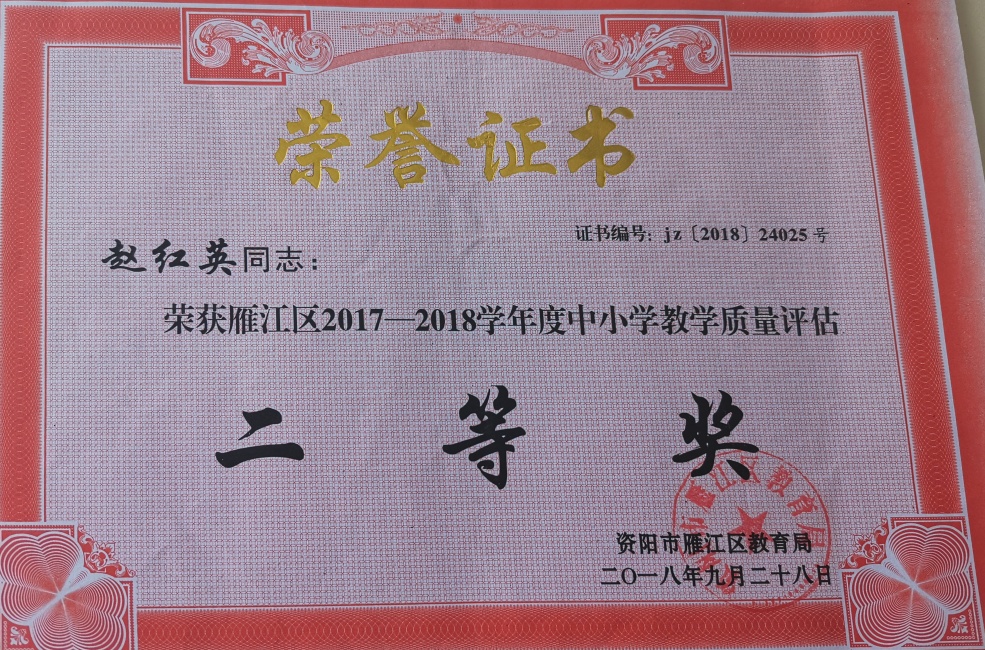 荣誉证书
证书编号：jz〔2018〕24025号
赵红英同志：
荣获雁江区2017—2018学年度中小学教学质量评估
二等奖
资阳市雁江区教育局
二〇一八年九月二十八日